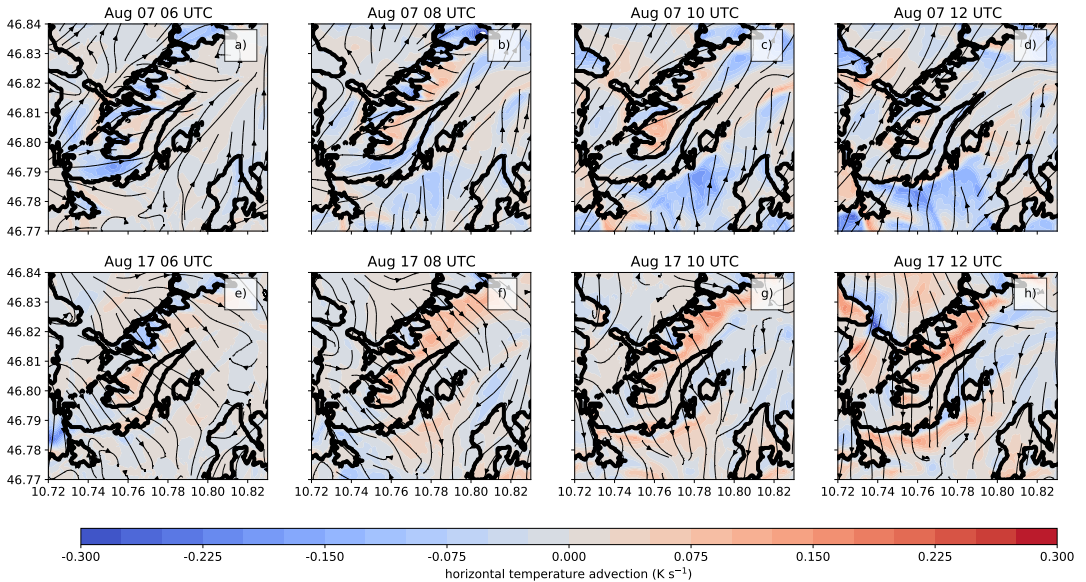 Aug 07 06 UTC Aug 07 08 UTC Aug 07 10 UTC Aug 07 12 UTC
46.84
a) b) c) d)
46.83
46.82
46.81
46.80
46.79
46.78
46.77
Aug 17 06 UTC Aug 17 08 UTC Aug 17 10 UTC Aug 17 12 UTC
46.84
e) f) g) h)
46.83
46.82
46.81
46.80
46.79
46.78
46.77
10.72 10.74 10.76 10.78 10.80 10.82 10.72 10.74 10.76 10.78 10.80 10.82 10.72 10.74 10.76 10.78 10.80 10.82 10.72 10.74 10.76 10.78 10.80 10.82
-0.300 -0.225 -0.150 -0.075 0.000 0.075 0.150 0.225 0.300
horizontal temperature advection (K s⁻¹)